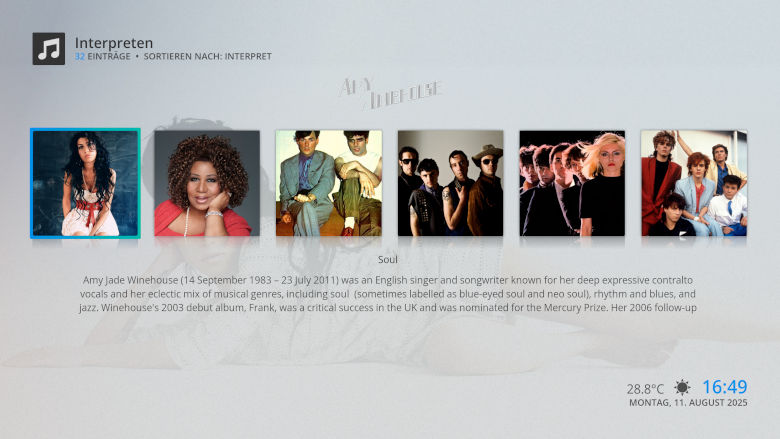 Interpreten
32 EINTRÄGE • SORTIEREN NACH: INTERPRET
AMY
WINEHOUSE
Soul
Amy Jade Winehouse (14 September 1983 – 23 July 2011) was an English singer and songwriter known for her deep expressive contralto
vocals and her eclectic mix of musical genres, including soul (sometimes labelled as blue-eyed soul and neo soul), rhythm and blues, and
jazz. Winehouse's 2003 debut album, Frank, was a critical success in the UK and was nominated for the Mercury Prize. Her 2006 follow-up
28.8°C 16:49
MONTAG, 11. AUGUST 2025